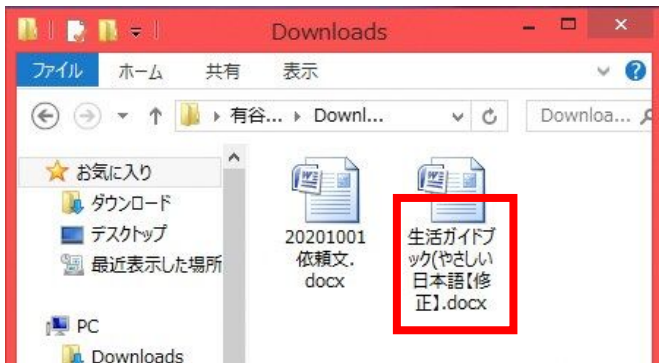 Downloads
ファイル ホーム 共有 表示
有谷... Downl... Downloa...
お気に入り
ダウンロード
デスクトップ
最近表示した場所
PC
Downloads
20201001
依頼文.
docx
生活ガイドブ
ック(やさしい
日本語【修
正】.docx